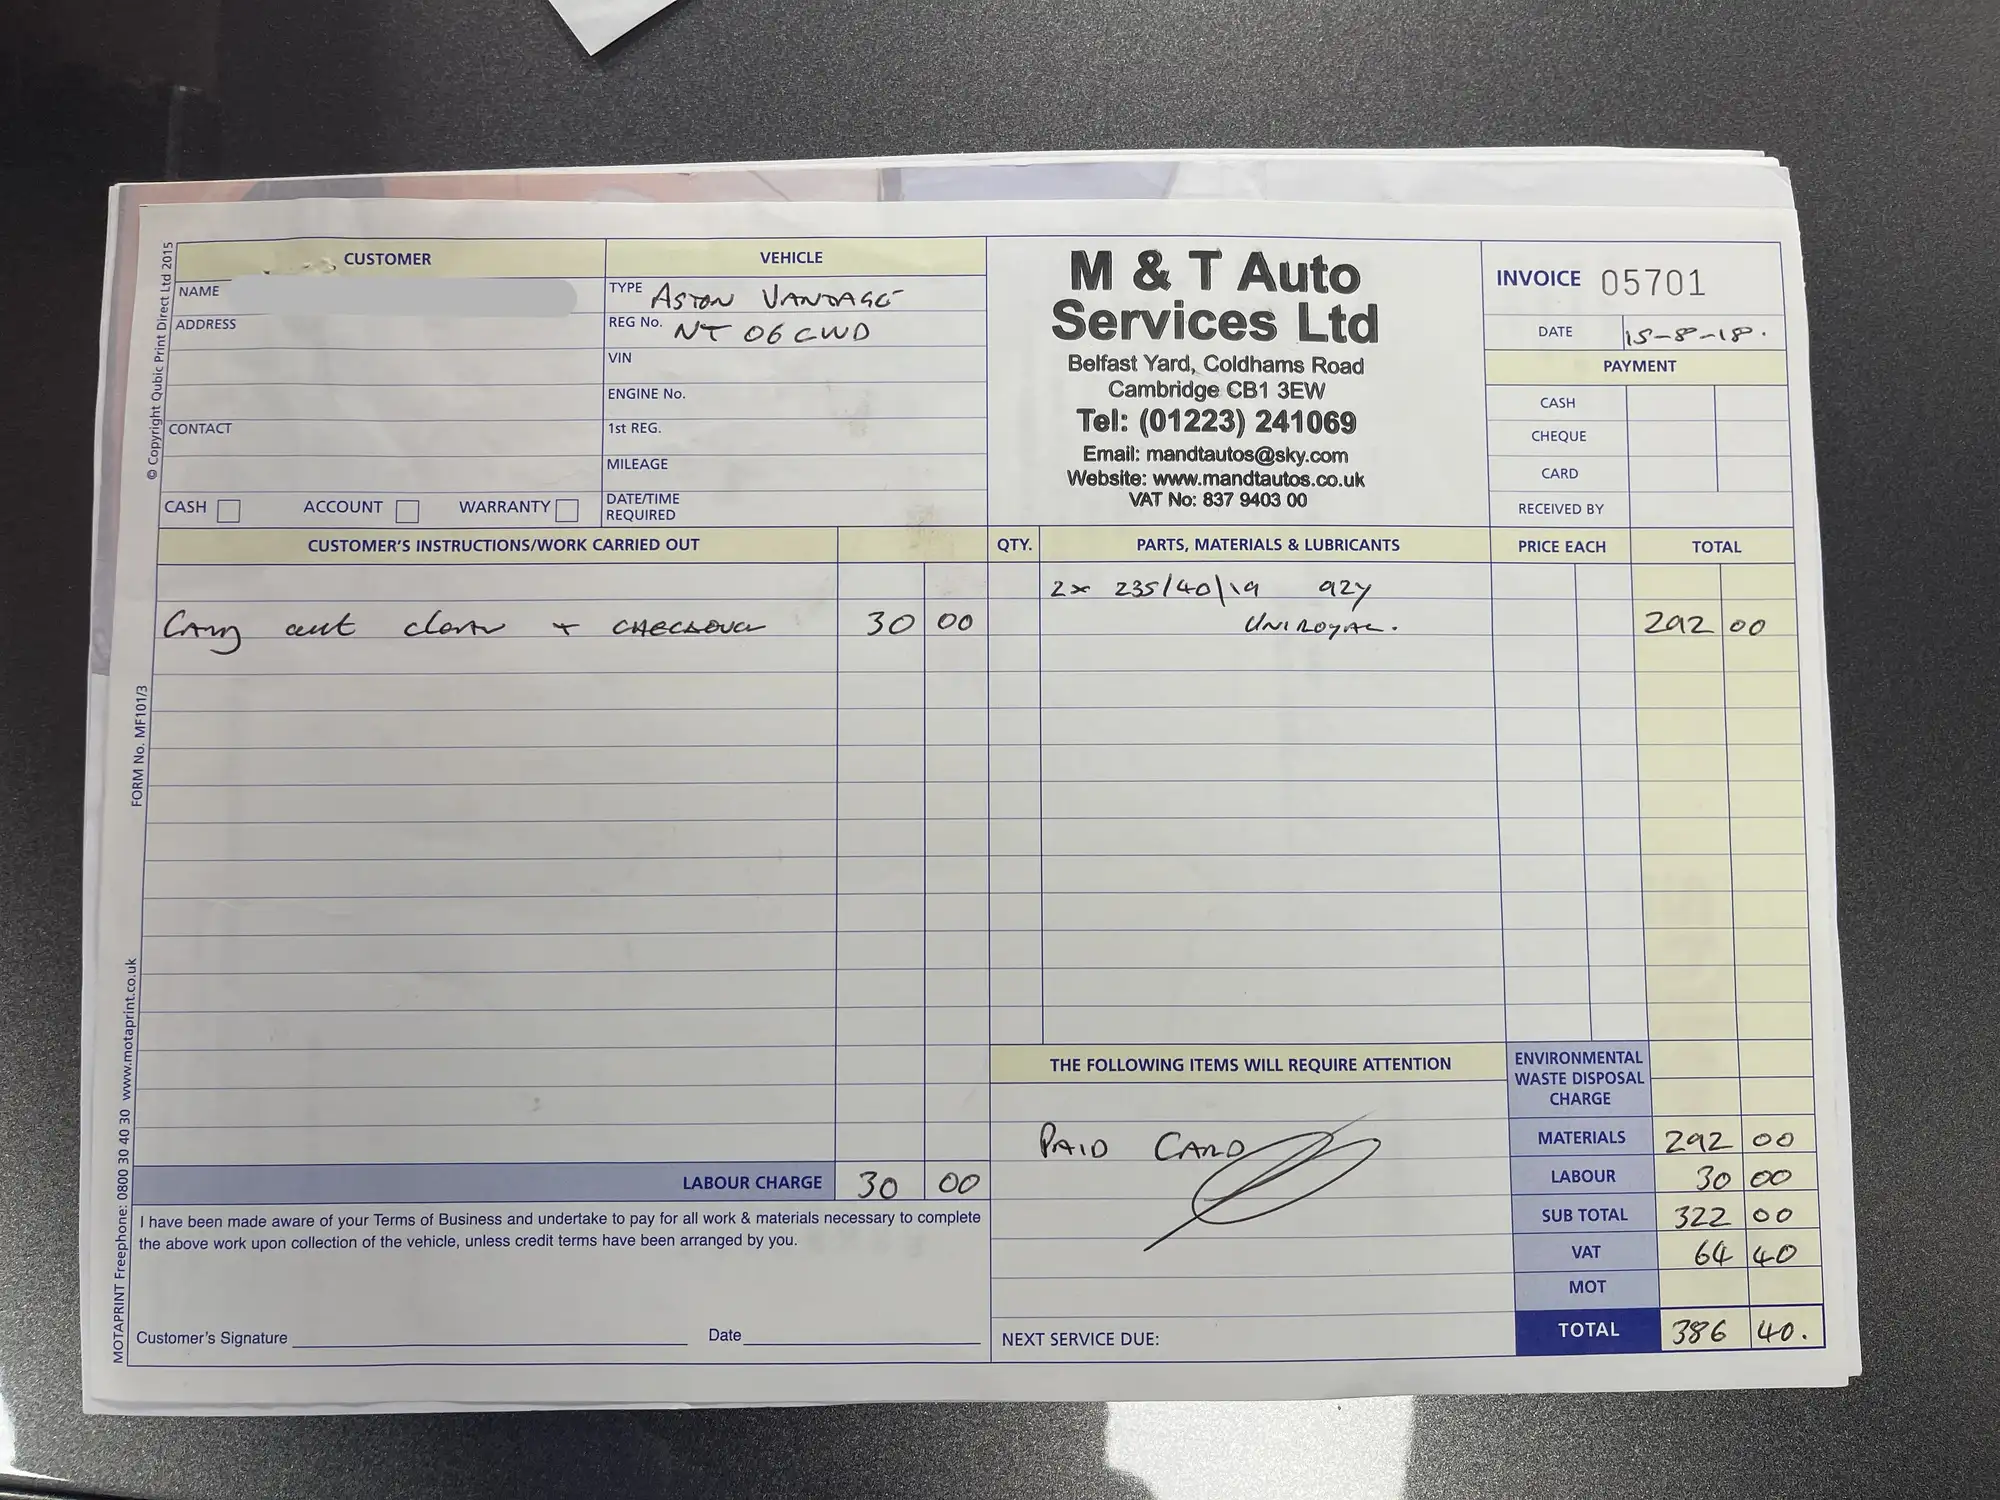 CUSTOMER
NAME
ADDRESS
CONTACT
CASH ACCOUNT WARRANTY
VEHICLE
TYPE ASTON VANTAGE
REG No. NT 06 CWD
VIN
ENGINE No.
1st REG.
MILEAGE
DATE/TIME
REQUIRED
M & T Auto
Services Ltd
Belfast Yard, Coldhams Road
Cambridge CB1 3EW
Tel: (01223) 241069
Email: mandtautos@sky.com
Website: www.mandtautos.co.uk
VAT No: 837 9403 00
INVOICE 05701
DATE 15-8-18.
PAYMENT
CASH
CHEQUE
CARD
RECEIVED BY
CUSTOMER'S INSTRUCTIONS/WORK CARRIED OUT
Carry out clean + CHECKOVER 30 00
LABOUR CHARGE 30 00
I have been made aware of your Terms of Business and undertake to pay for all work & materials necessary to complete
the above work upon collection of the vehicle, unless credit terms have been arranged by you.
Customer's Signature Date
QTY. PARTS, MATERIALS & LUBRICANTS PRICE EACH TOTAL
2x 235/40/19 92Y
UNIROYAL. 292 00
THE FOLLOWING ITEMS WILL REQUIRE ATTENTION
PAID CARD
NEXT SERVICE DUE:
ENVIRONMENTAL
WASTE DISPOSAL
CHARGE
MATERIALS 292 00
LABOUR 30 00
SUB TOTAL 322 00
VAT 64 40
MOT
TOTAL 386 40.
© Copyright Qubic Print Direct Ltd 2015
FORM No. MF101/3
MOTAPRINT Freephone: 0800 30 40 30 www.motaprint.co.uk